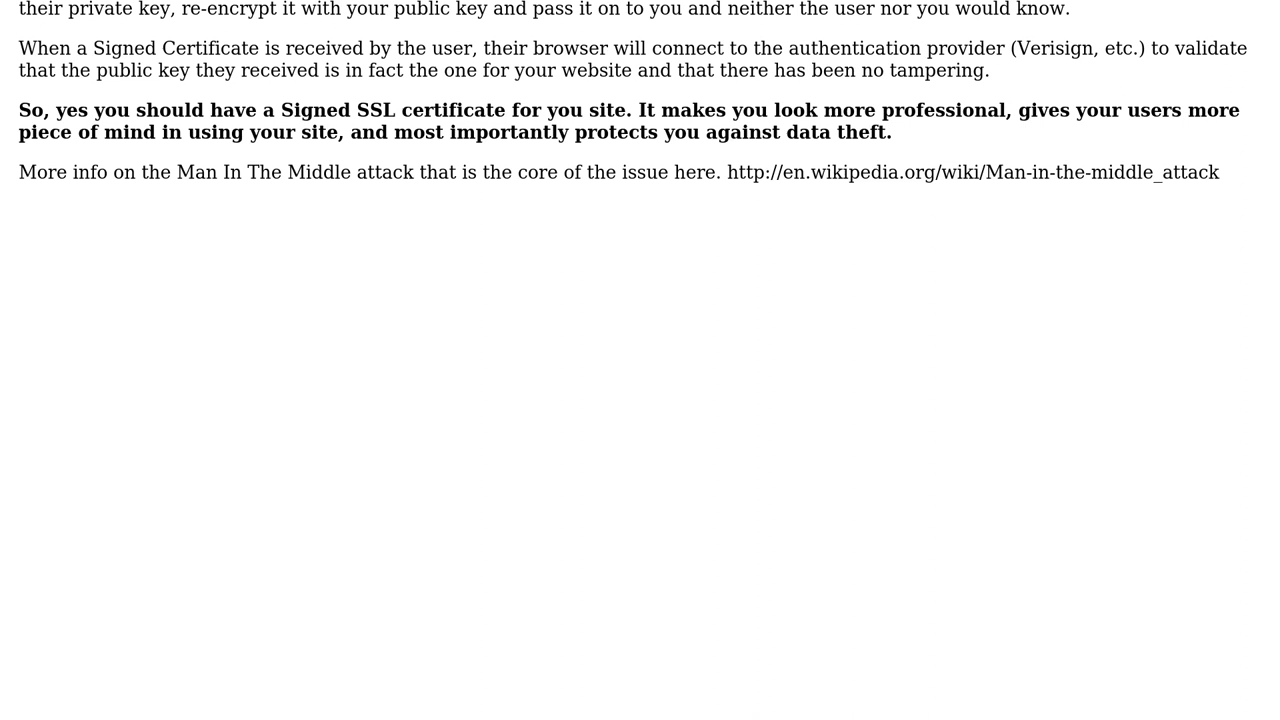 their private key, re-encrypt it with your public key and pass it on to you and neither the user nor you would know.
When a Signed Certificate is received by the user, their browser will connect to the authentication provider (Verisign, etc.) to validate
that the public key they received is in fact the one for your website and that there has been no tampering.
So, yes you should have a Signed SSL certificate for you site. It makes you look more professional, gives your users more
piece of mind in using your site, and most importantly protects you against data theft.
More info on the Man In The Middle attack that is the core of the issue here. http://en.wikipedia.org/wiki/Man-in-the-middle_attack